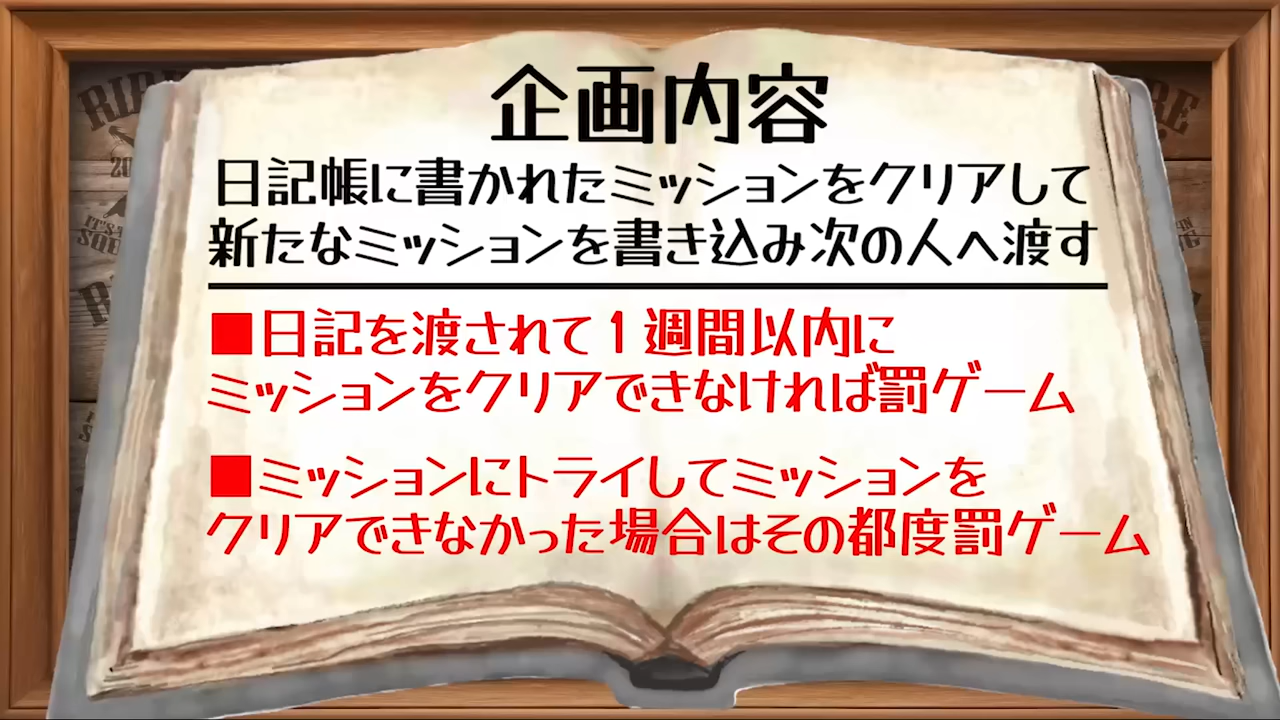 企画内容
日記帳に書かれたミッションをクリアして
新たなミッションを書き込み次の人へ渡す
■日記を渡されて1週間以内に
ミッションをクリアできなければ罰ゲーム
■ミッションにトライしてミッションを
クリアできなかった場合はその都度罰ゲーム